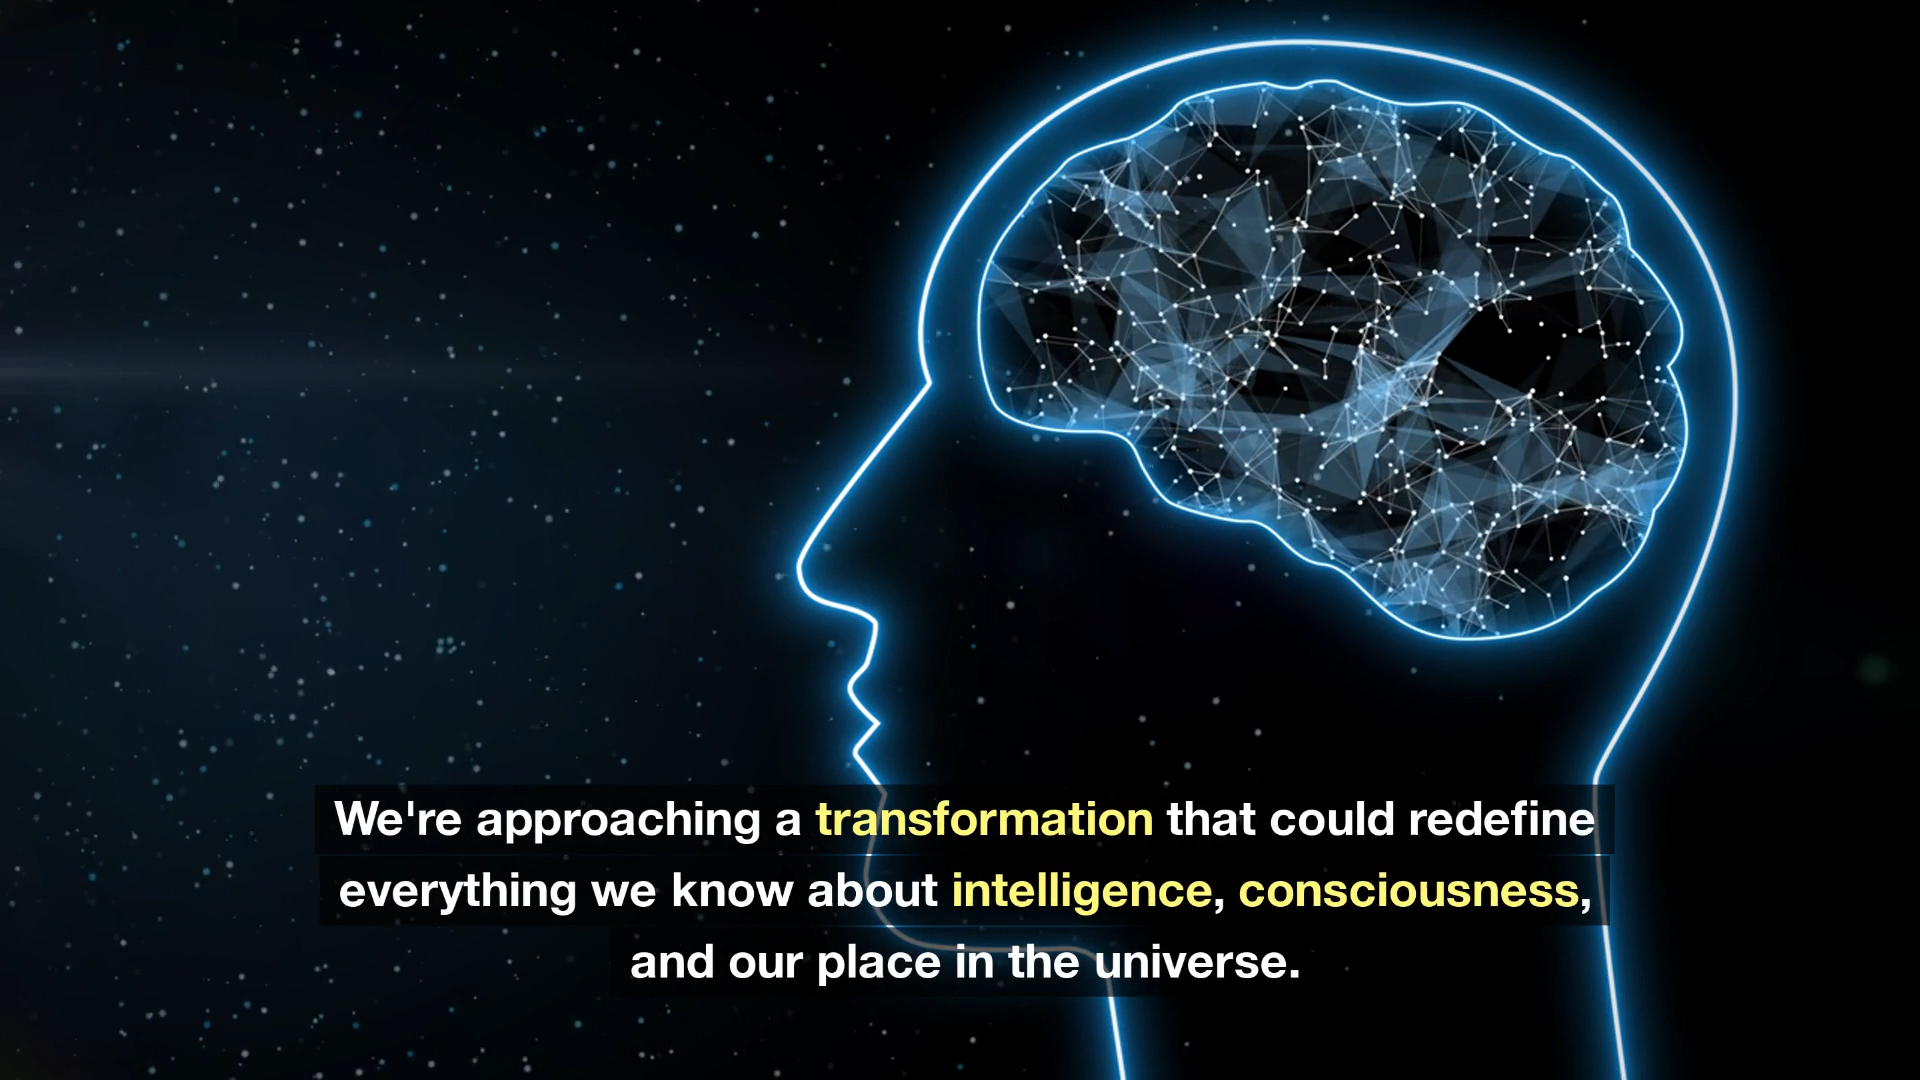 We're approaching a transformation that could redefine
everything we know about intelligence, consciousness,
and our place in the universe.